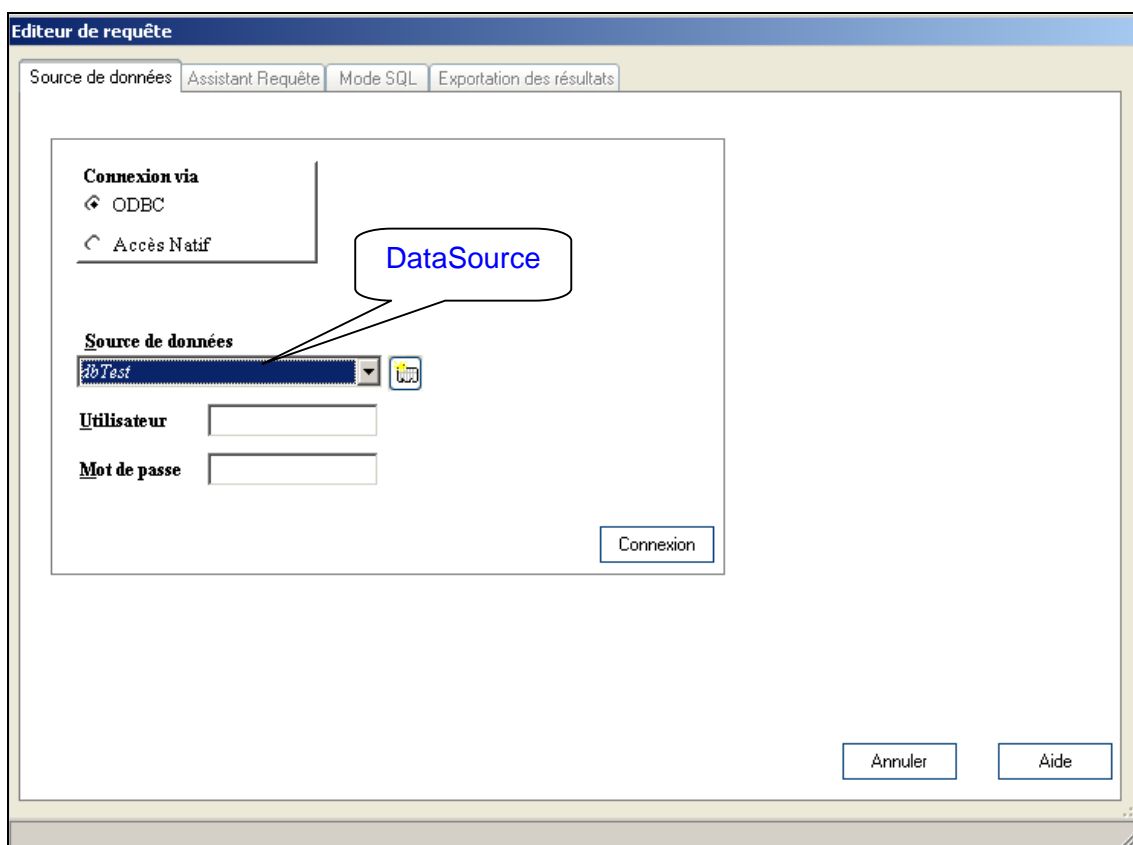 Editeur de requête
Source de données Assistant Requête Mode SQL Exportation des résultats
Connexion via
ODBC
Accès Natif
DataSource
Source de données
dbTest
Utilisateur
Mot de passe
Connexion
Annuler Aide